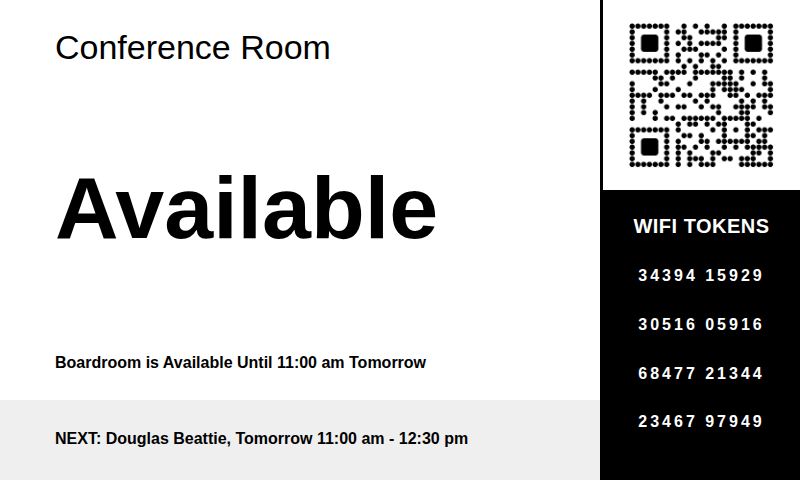 Conference Room
Available
Boardroom is Available Until 11:00 am Tomorrow
NEXT: Douglas Beattie, Tomorrow 11:00 am - 12:30 pm
WIFI TOKENS
34394 15929
30516 05916
68477 21344
23467 97949